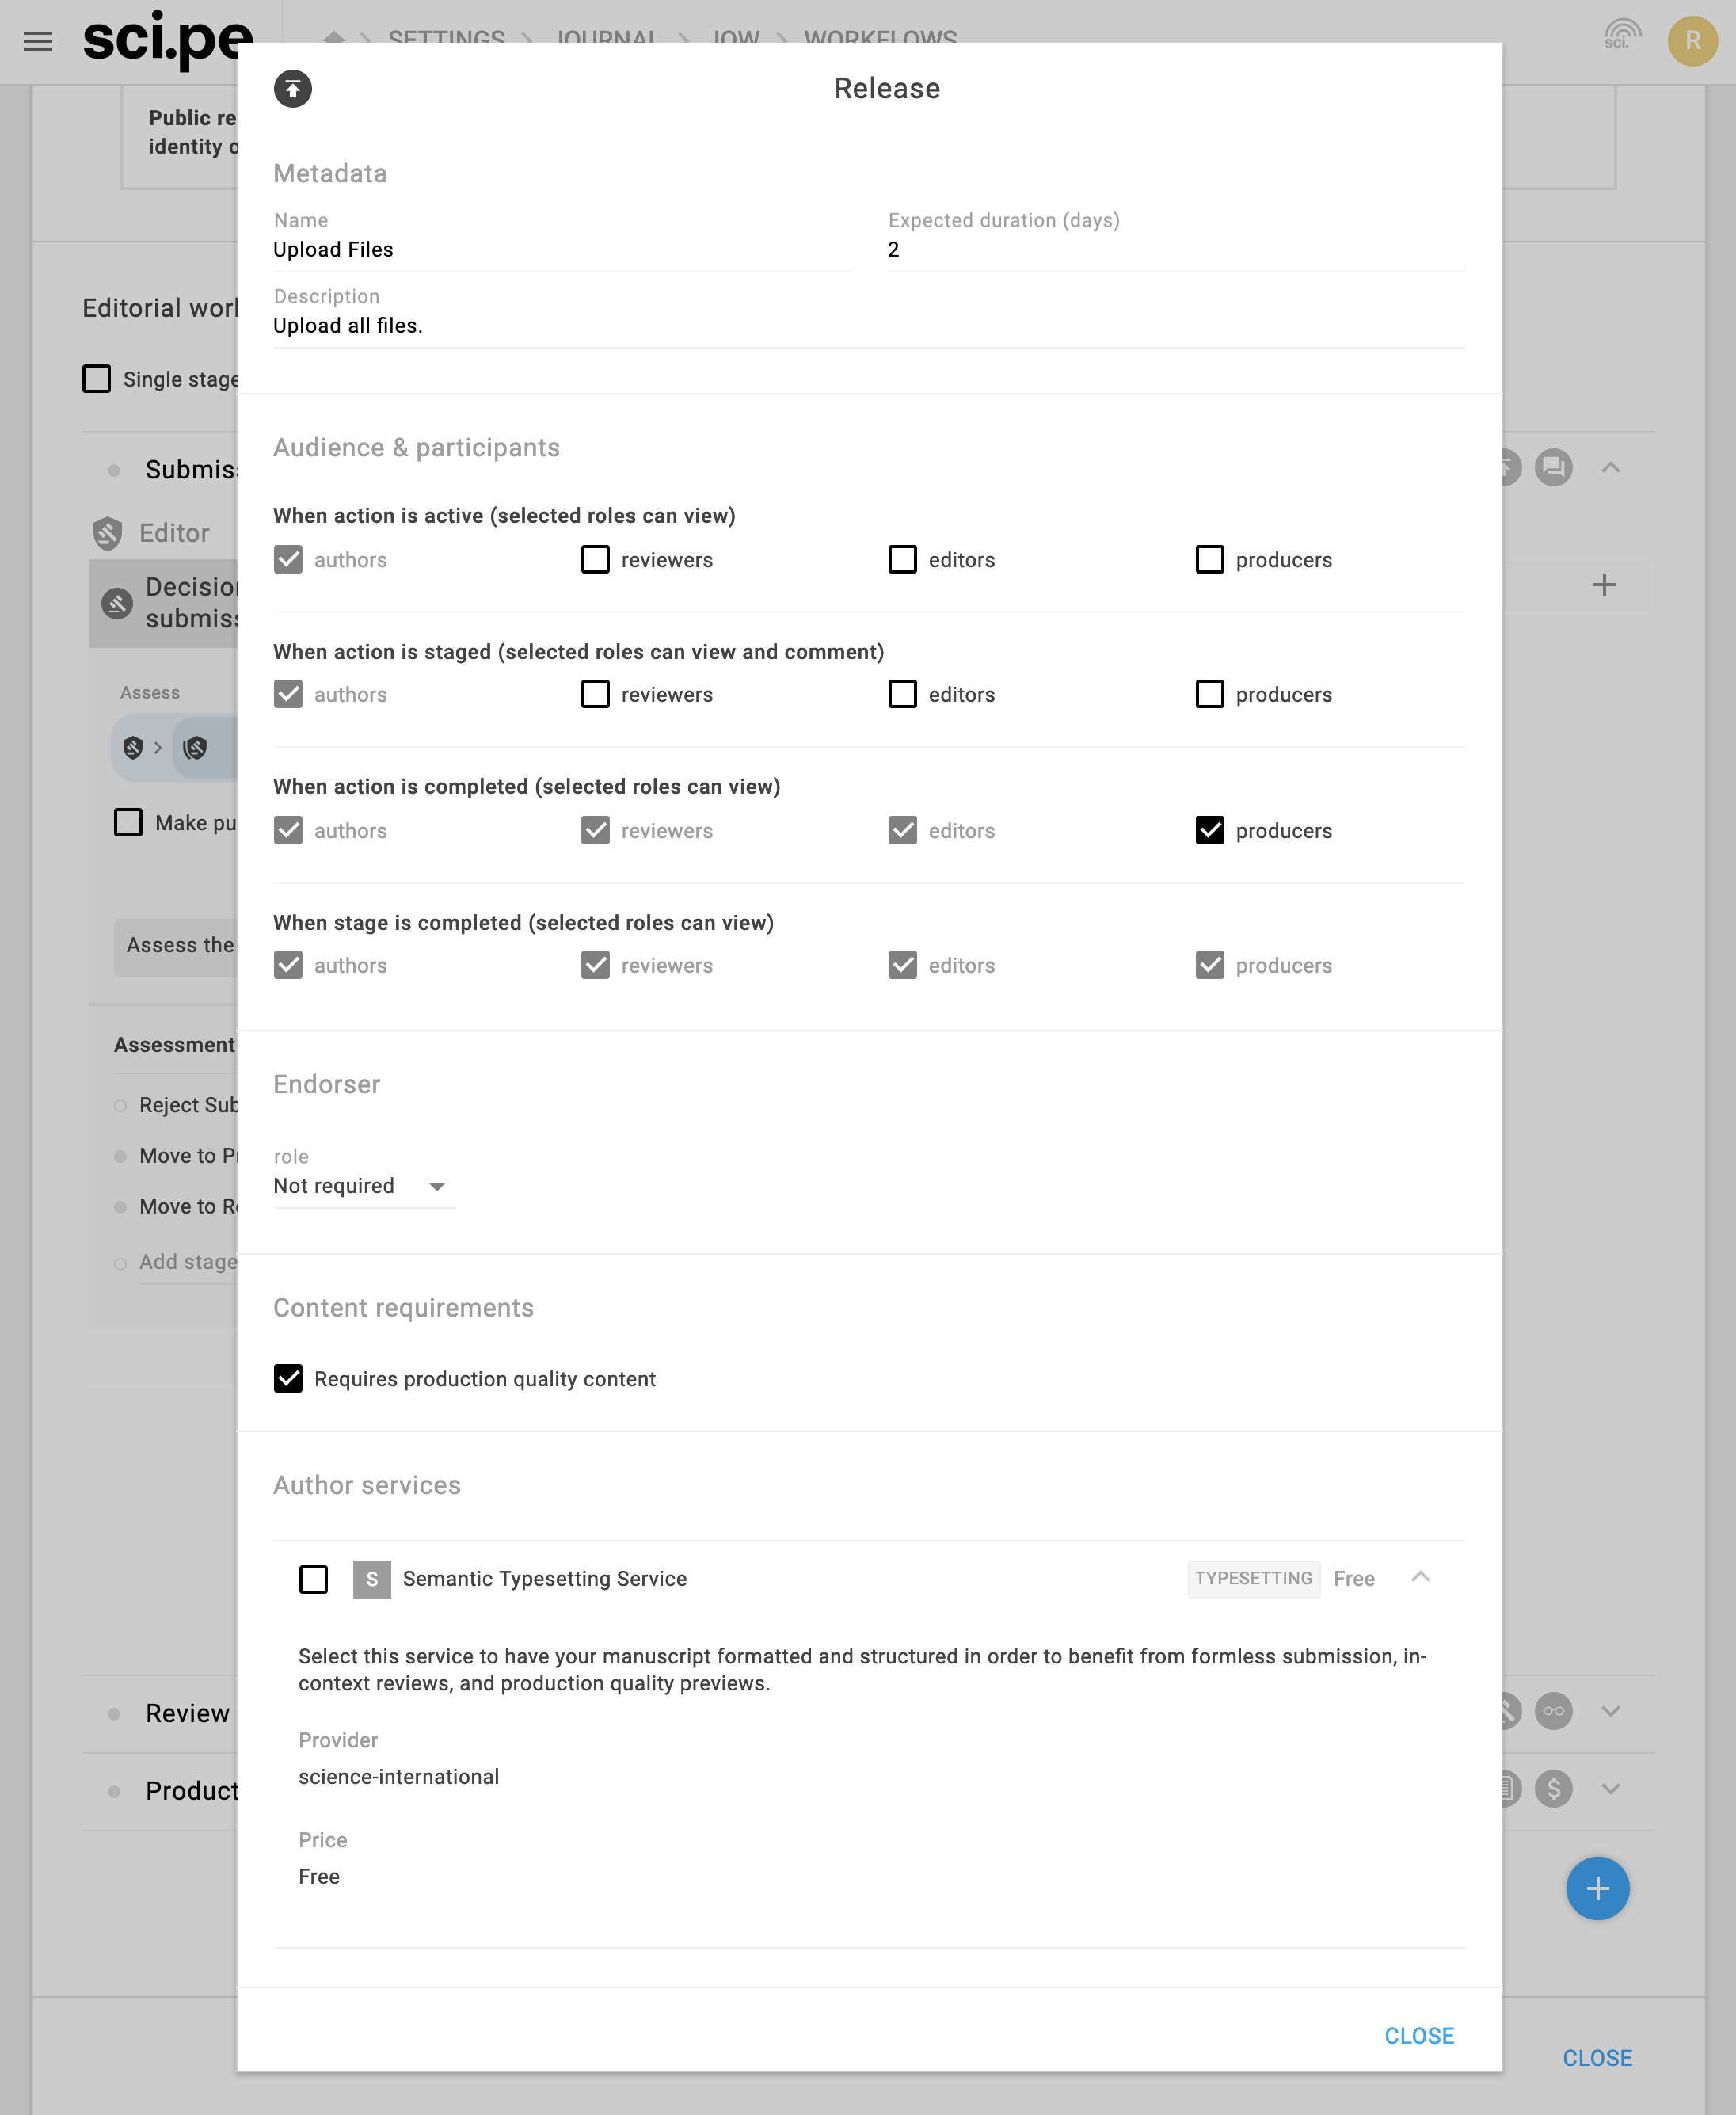 sci.pe
SETTINGS
JOURNAL
JOW
WORKFLOWS
sci.
R
Release
Public re
identity o
Metadata
Name
Expected duration (days)
Upload Files
2
Description
Upload all files.
Editorial work
Single stage
Audience & participants
Submiss
When action is active (selected roles can view)
Editor
authors
reviewers
editors
producers
Decision
submiss
When action is staged (selected roles can view and comment)
Assess
authors
reviewers
editors
producers
When action is completed (selected roles can view)
Make pu
authors
reviewers
editors
producers
When stage is completed (selected roles can view)
Assess the
authors
reviewers
editors
producers
Assessment
Endorser
Reject Sub
Move to P
role
Not required
Move to R
Add stage
Content requirements
Requires production quality content
Author services
S
Semantic Typesetting Service
TYPESETTING
Free
Select this service to have your manuscript formatted and structured in order to benefit from formless submission, in-
context reviews, and production quality previews.
Review
Provider
science-international
Product
Price
Free
CLOSE
CLOSE